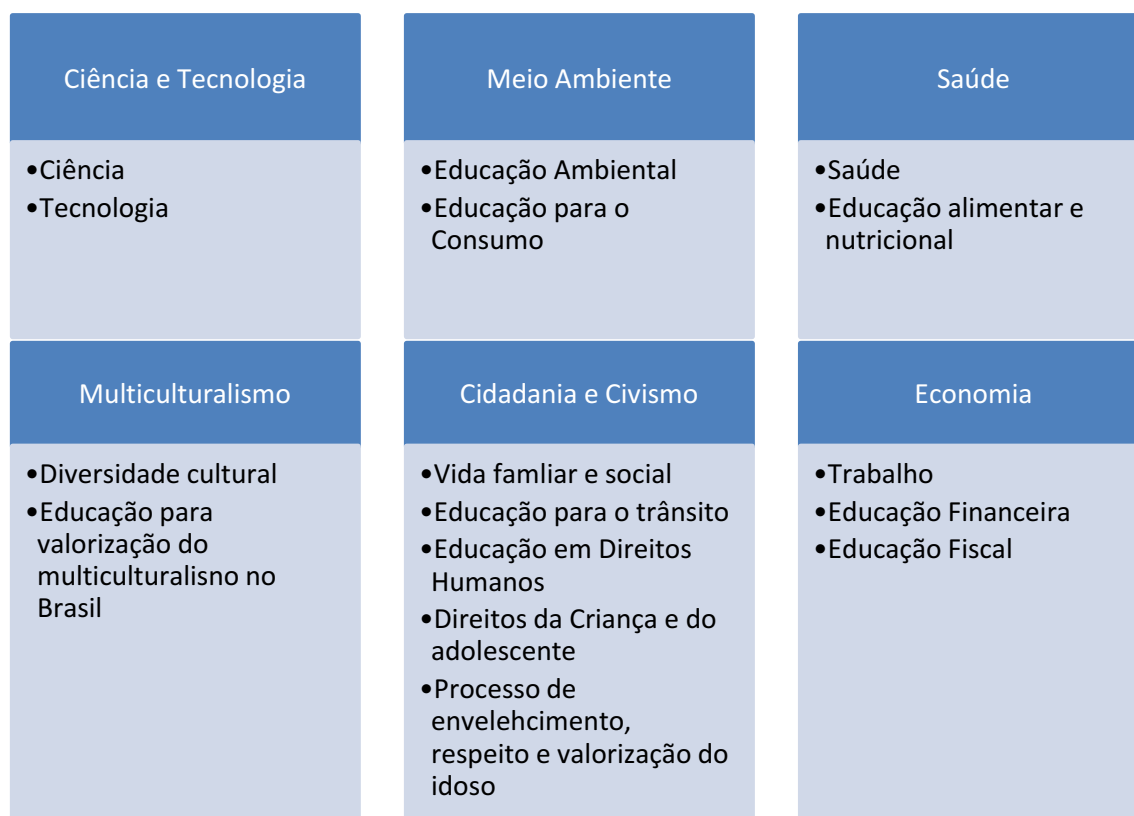 Ciência e Tecnologia
•Ciência
•Tecnologia
Meio Ambiente
•Educação Ambiental
•Educação para o
Consumo
Saúde
•Saúde
•Educação alimentar e
nutricional
Multiculturalismo
•Diversidade cultural
•Educação para
valorização do
multiculturalisno no
Brasil
Cidadania e Civismo
•Vida famliar e social
•Educação para o trânsito
•Educação em Direitos
Humanos
•Direitos da Criança e do
adolescente
•Processo de
envelehcimento,
respeito e valorização do
idoso
Economia
•Trabalho
•Educação Financeira
•Educação Fiscal